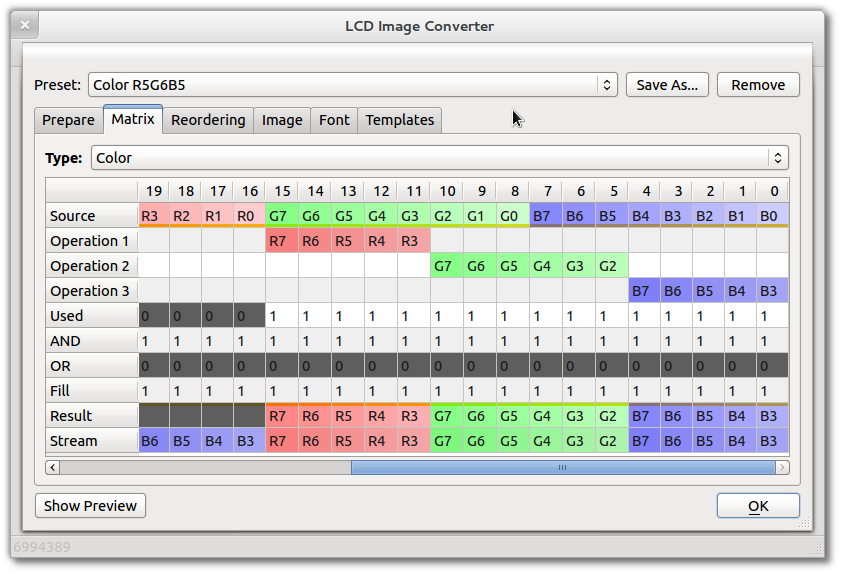 LCD Image Converter
Preset: Color R5G6B5 Save As... Remove
Prepare Matrix Reordering Image Font Templates
Type: Color
19 18 17 16 15 14 13 12 11 10 9 8 7 6 5 4 3 2 1 0
Source R3 R2 R1 R0 G7 G6 G5 G4 G3 G2 G1 G0 B7 B6 B5 B4 B3 B2 B1 B0
Operation 1 R7 R6 R5 R4 R3
Operation 2 G7 G6 G5 G4 G3 G2
Operation 3 B7 B6 B5 B4 B3
Used 0 0 0 0 1 1 1 1 1 1 1 1 1 1 1 1 1 1 1 1
AND 1 1 1 1 1 1 1 1 1 1 1 1 1 1 1 1 1 1 1 1
OR 0 0 0 0 0 0 0 0 0 0 0 0 0 0 0 0 0 0 0 0
Fill 1 1 1 1 1 1 1 1 1 1 1 1 1 1 1 1 1 1 1 1
Result R7 R6 R5 R4 R3 G7 G6 G5 G4 G3 G2 B7 B6 B5 B4 B3
Stream B6 B5 B4 B3 R7 R6 R5 R4 R3 G7 G6 G5 G4 G3 G2 B7 B6 B5 B4 B3
Show Preview OK
6994389